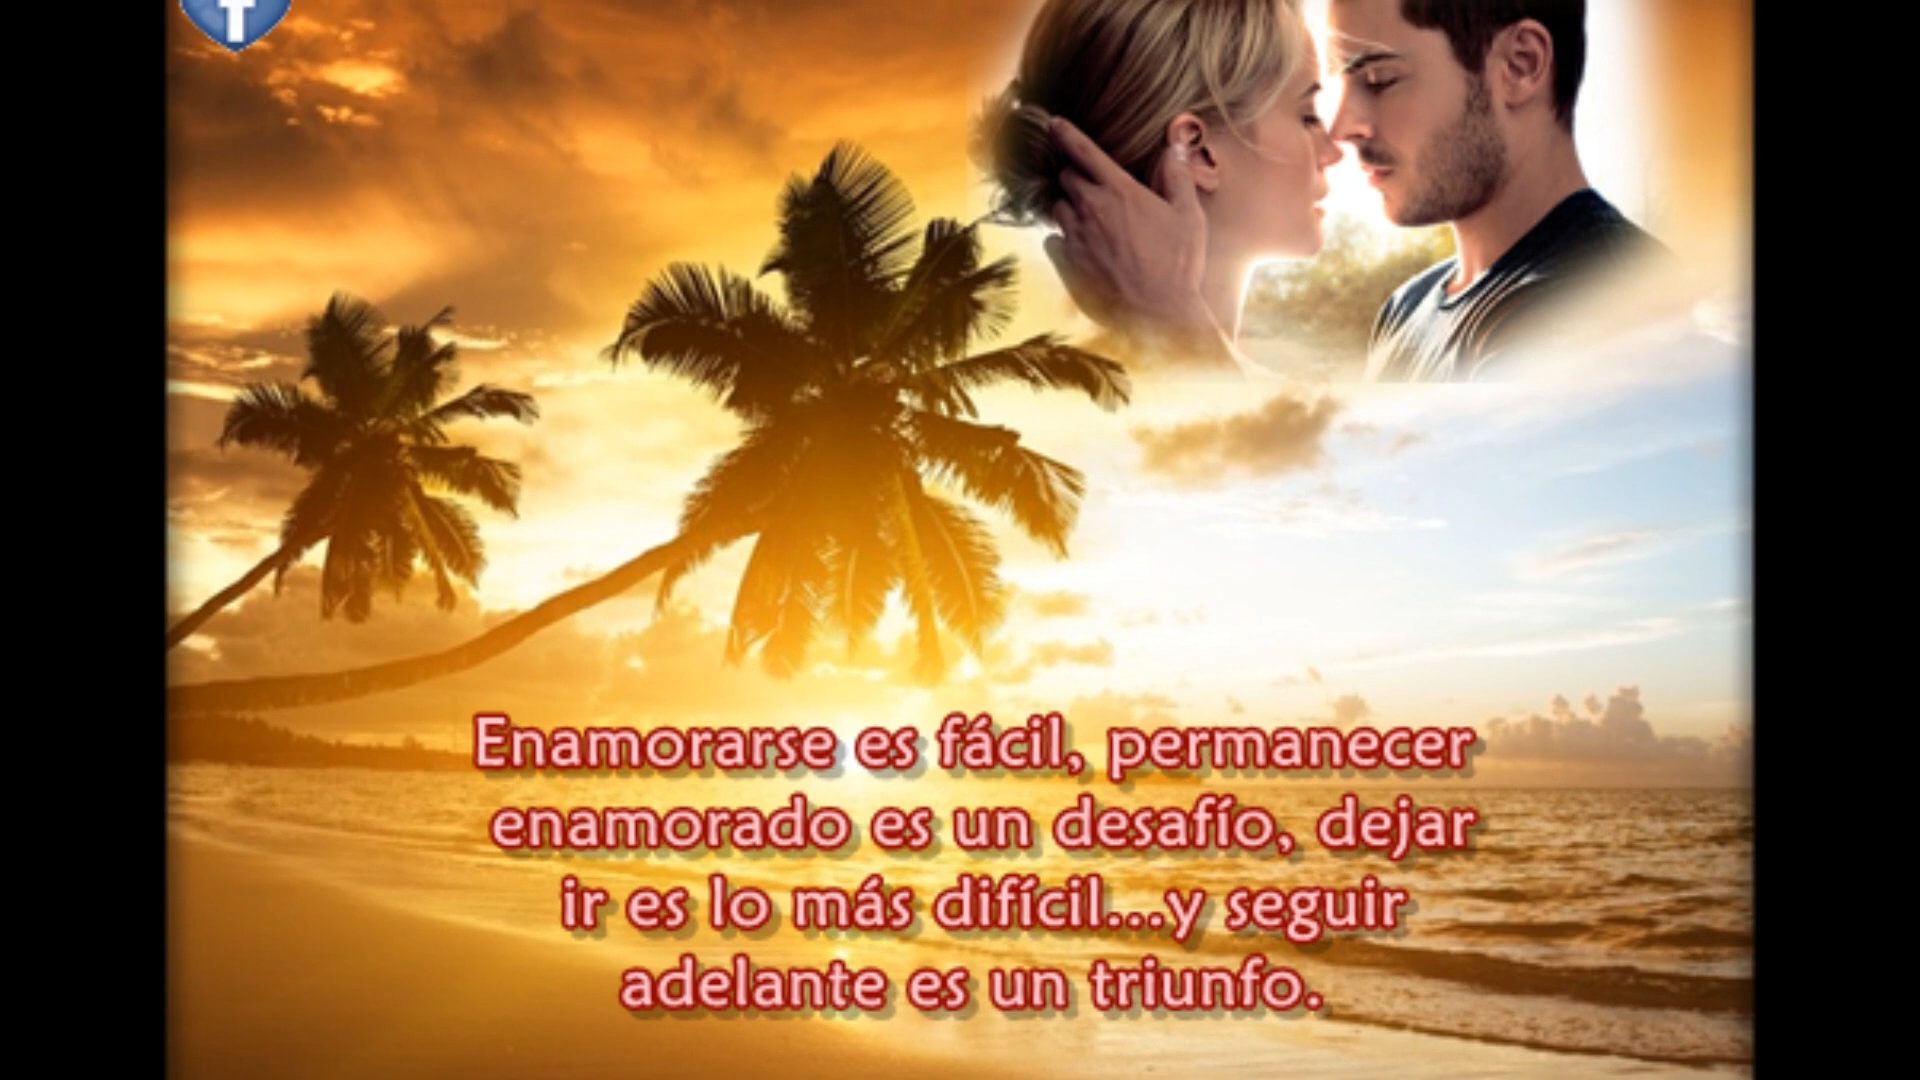 Enamorarse es fácil, permanecer
enamorado es un desafío, dejar
ir es lo más difícil...y seguir
adelante es un triunfo.